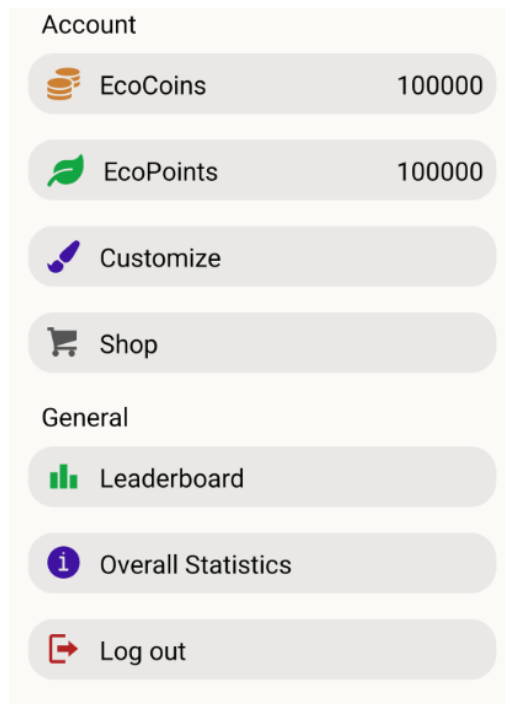 Account
EcoCoins 100000
EcoPoints 100000
Customize
Shop
General
Leaderboard
Overall Statistics
Log out